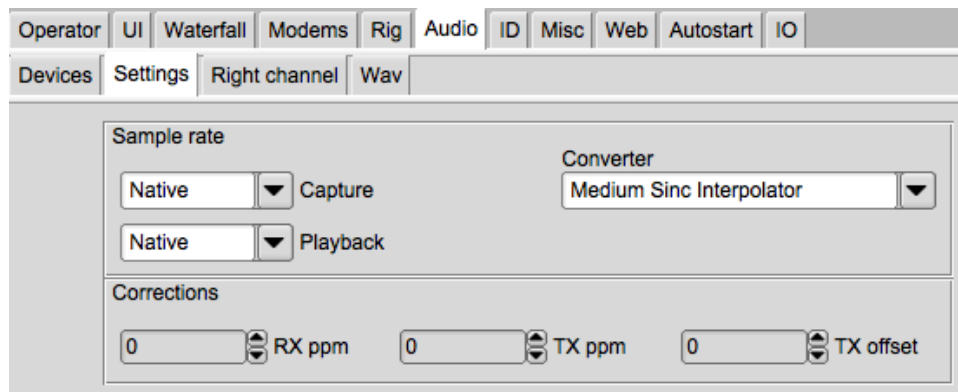 Operator UI Waterfall Modems Rig Audio ID Misc Web Autostart IO
Devices Settings Right channel Wav
Sample rate
Converter
Native Capture Medium Sinc Interpolator
Native Playback
Corrections
0 RX ppm 0 TX ppm 0 TX offset